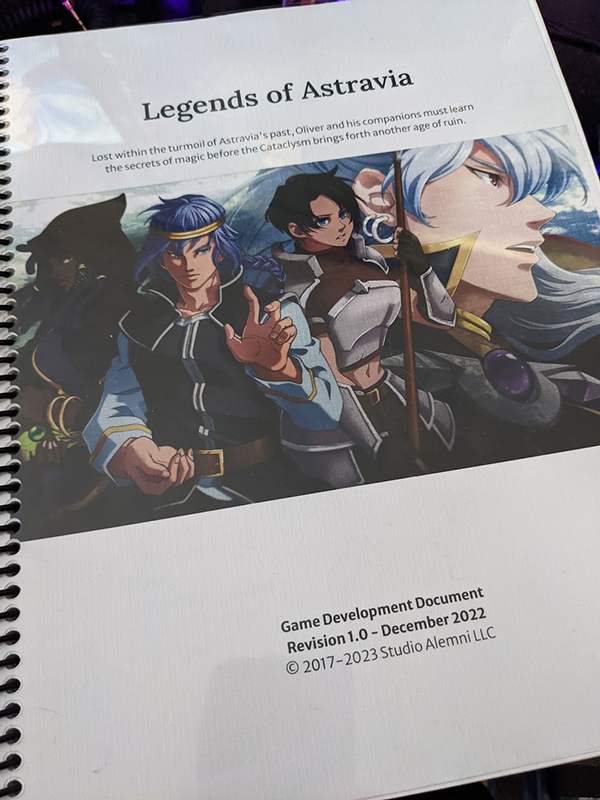 Legends of Astravia
Lost within the turmoil of Astravia's past, Oliver and his companions must learn
the secrets of magic before the Cataclysm brings forth another age of ruin.
Game Development Document
Revision 1.0 – December 2022
© 2017–2023 Studio Alemni LLC